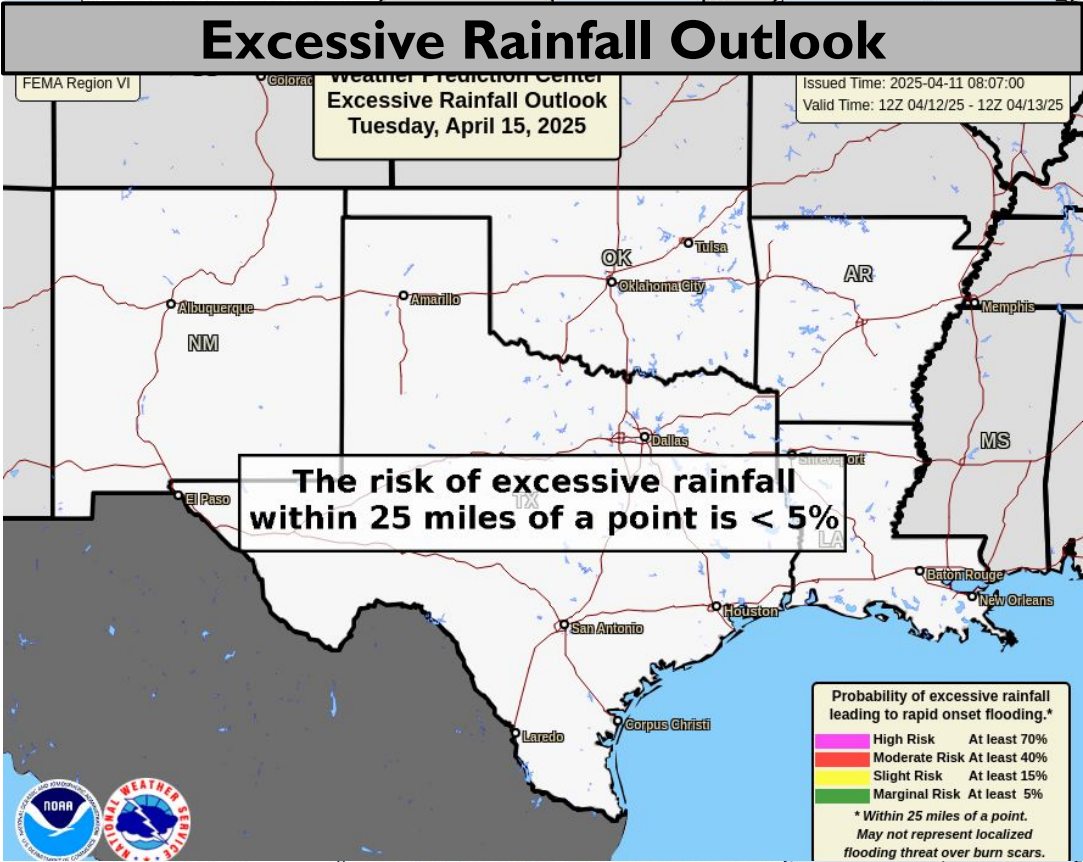 Excessive Rainfall Outlook
FEMA Region VI
Weather Prediction Center
Excessive Rainfall Outlook
Tuesday, April 15, 2025
Issued Time: 2025-04-11 08:07:00
Valid Time: 12Z 04/12/25 - 12Z 04/13/25
Tulsa
OK
Oklahoma City
AR
Albuquerque
Amarillo
Memphis
NM
Dallas
MS
Shreveport
The risk of excessive rainfall
El Paso
TX
within 25 miles of a point is < 5%
LA
Baton Rouge
New Orleans
Houston
San Antonio
Corpus Christi
Laredo
Probability of excessive rainfall
leading to rapid onset flooding.*
High Risk At least 70%
Moderate Risk At least 40%
Slight Risk At least 15%
Marginal Risk At least 5%
* Within 25 miles of a point.
May not represent localized
flooding threat over burn scars.
NOAA
NATIONAL WEATHER SERVICE